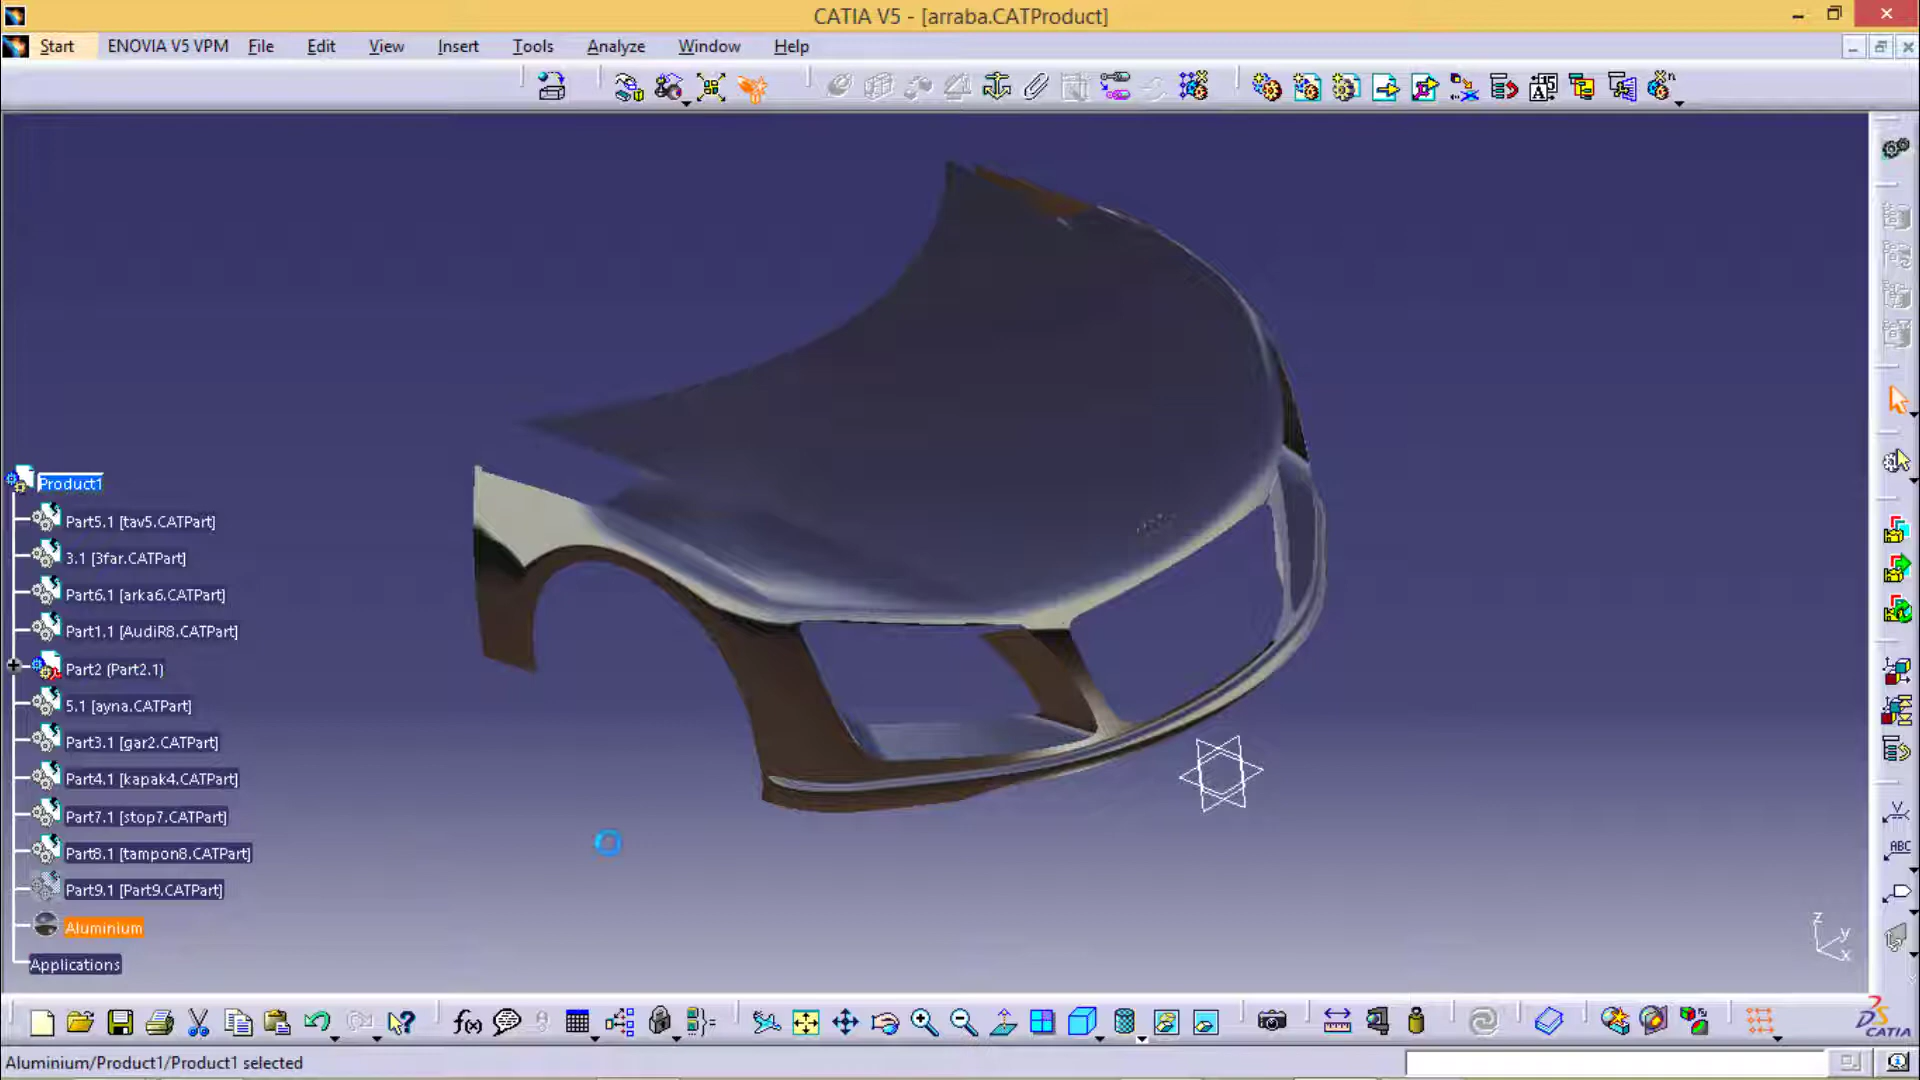 CATIA V5 - [arraba.CATProduct]
Start ENOVIA V5 VPM File Edit View Insert Tools Analyze Window Help
Product1
Part5.1 [tav5.CATPart]
3.1 [3far.CATPart]
Part6.1 [arka6.CATPart]
Part1.1 [AudiR8.CATPart]
Part2 (Part2.1)
5.1 [ayna.CATPart]
Part3.1 [gar2.CATPart]
Part4.1 [kapak4.CATPart]
Part7.1 [stop7.CATPart]
Part8.1 [tampon8.CATPart]
Part9.1 [Part9.CATPart]
Aluminium
Applications
ABC
z
y
x
f(x)
CATIA
Aluminium/Product1/Product1 selected